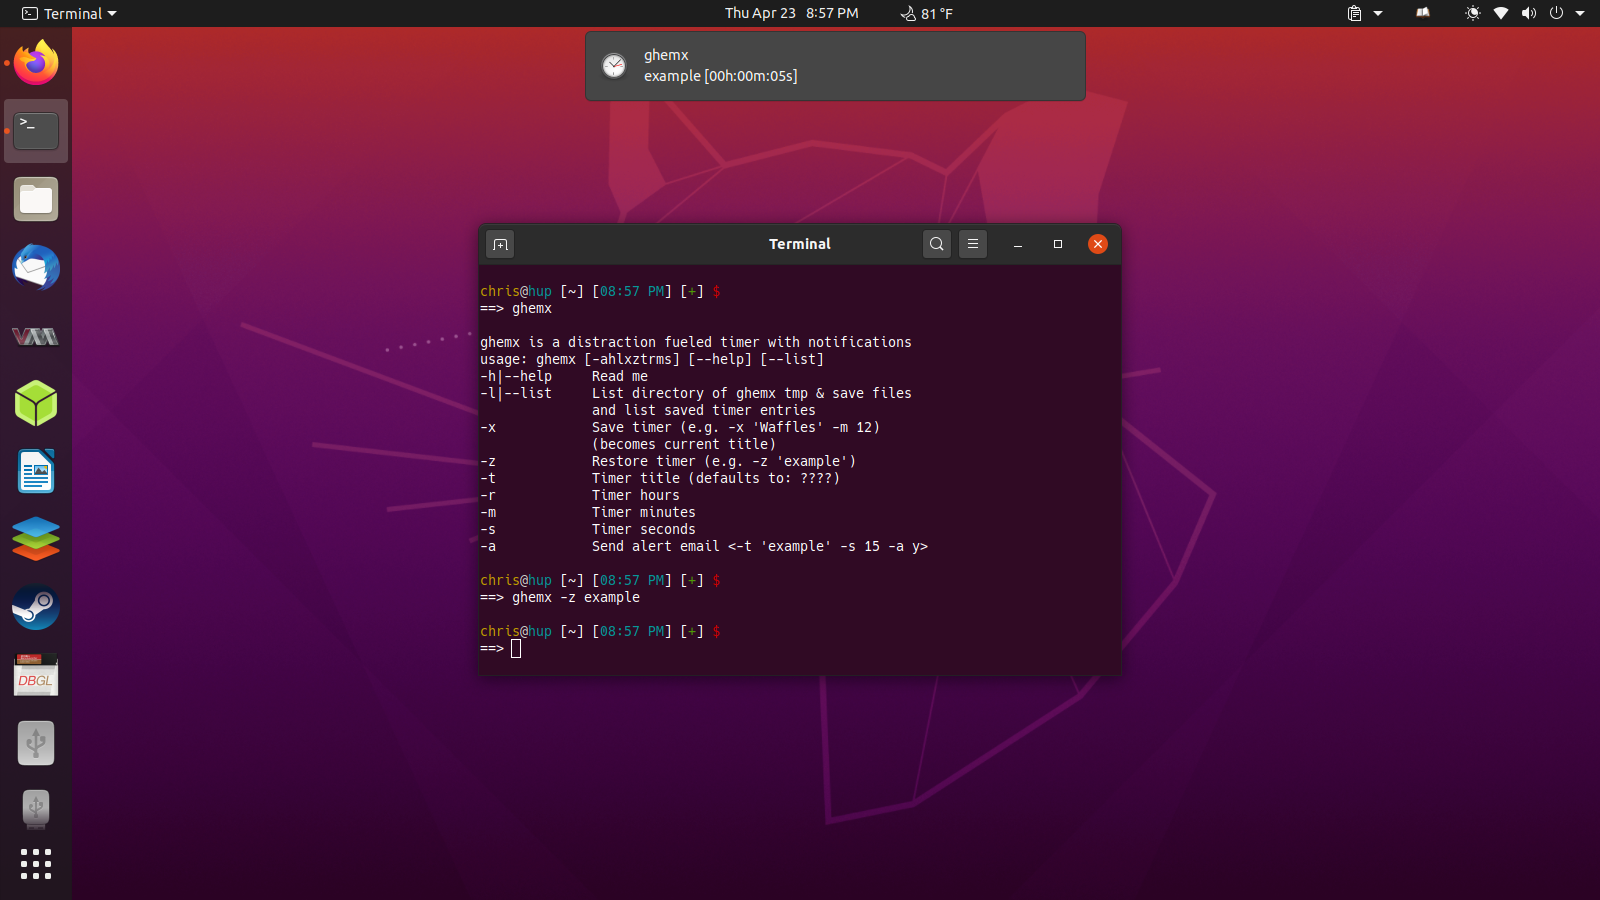 Terminal
Thu Apr 23 8:57 PM
81 °F
ghemx
example [00h:00m:05s]
>_
Terminal
chris@hup [~] [08:57 PM] [+] $
==> ghemx
ghemx is a distraction fueled timer with notifications
usage: ghemx [-ahlxztrms] [--help] [--list]
-h|--help     Read me
-l|--list     List directory of ghemx tmp & save files
              and list saved timer entries
-x            Save timer (e.g. -x 'Waffles' -m 12)
              (becomes current title)
-z            Restore timer (e.g. -z 'example')
-t            Timer title (defaults to: ????)
-r            Timer hours
-m            Timer minutes
-s            Timer seconds
-a            Send alert email <-t 'example' -s 15 -a y>
chris@hup [~] [08:57 PM] [+] $
==> ghemx -z example
chris@hup [~] [08:57 PM] [+] $
==>
VM
DBGL